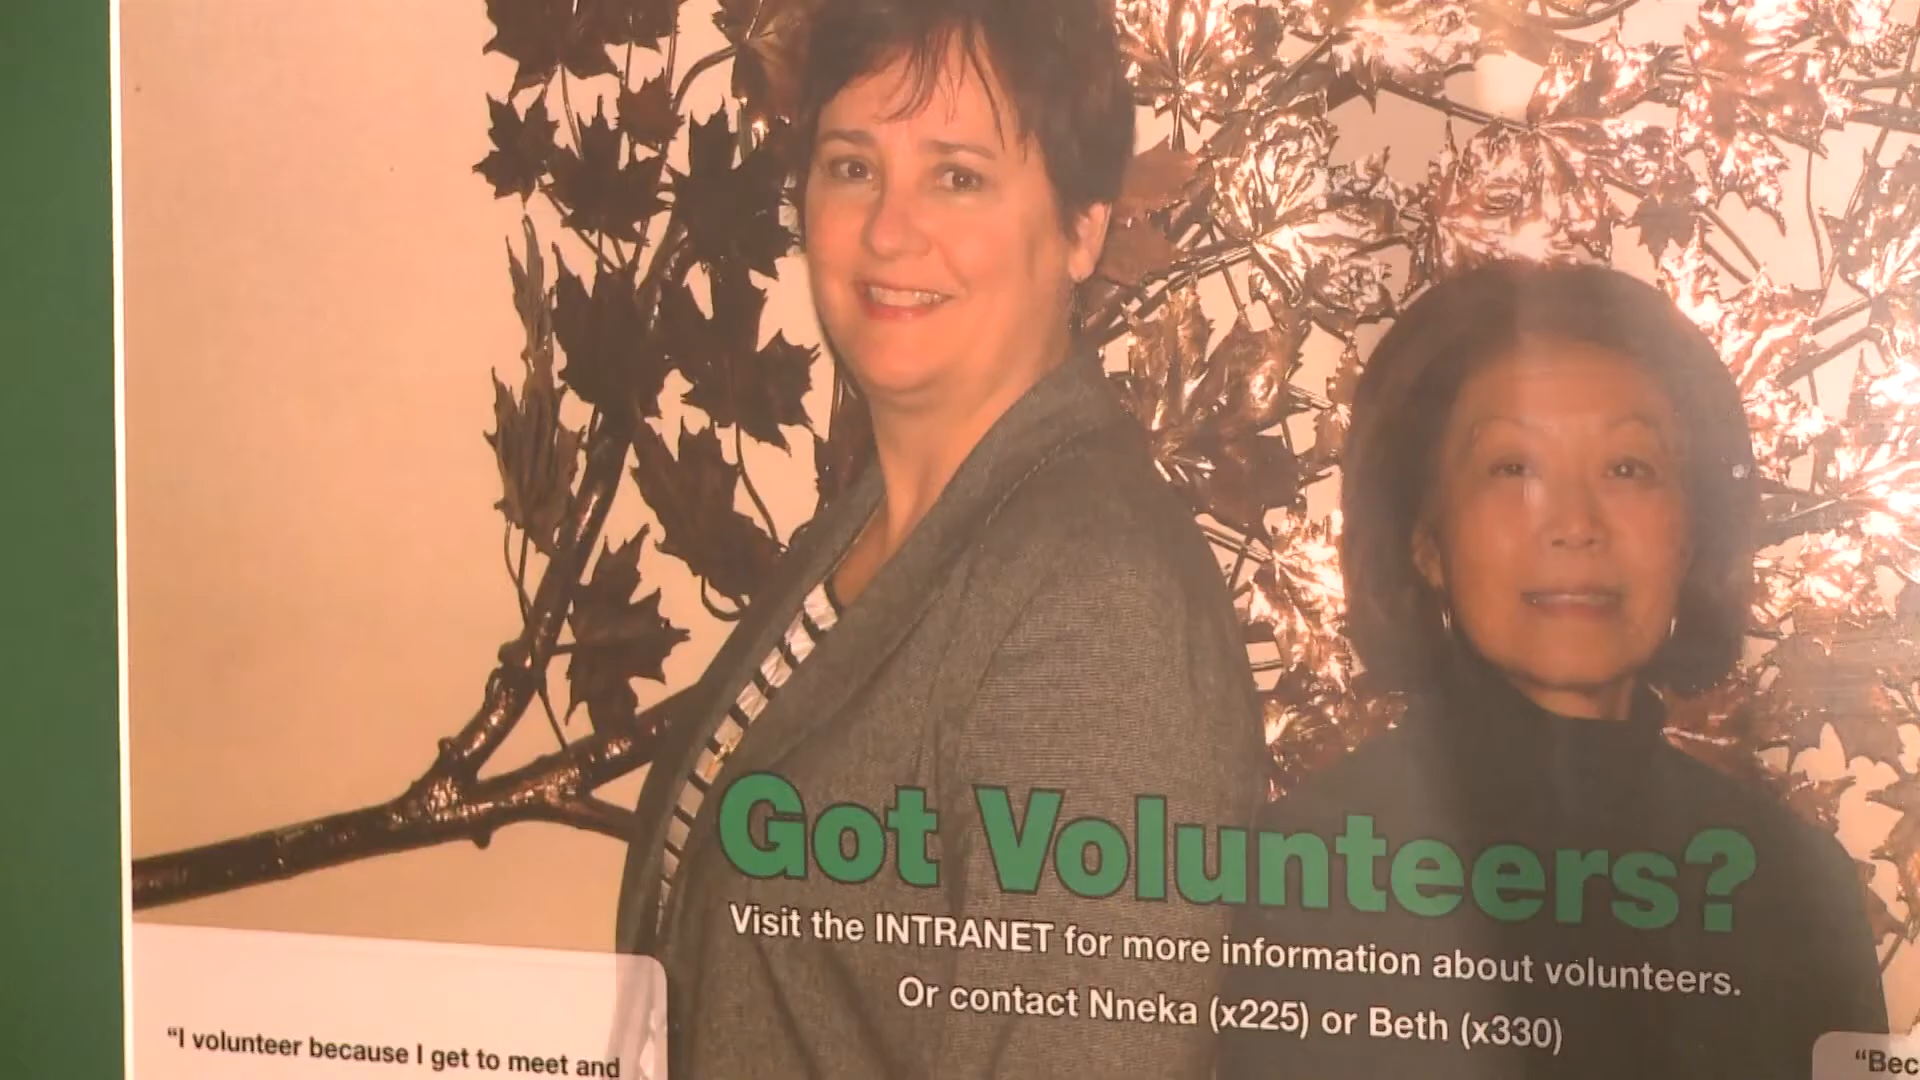 Got Volunteers?
Visit the INTRANET for more information about volunteers.
Or contact Nneka (x225) or Beth (x330)
“I volunteer because I get to meet and
“Bec